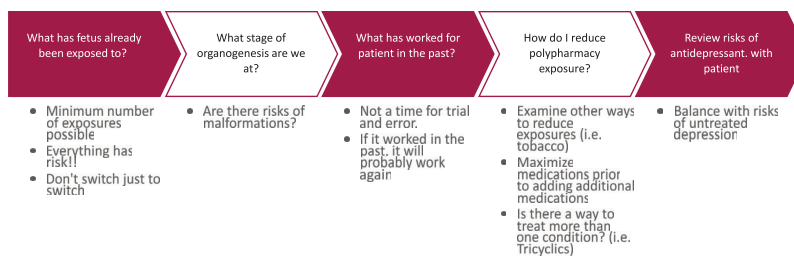 What has fetus already
been exposed to?
What stage of
organogenesis are we
at?
What has worked for
patient in the past?
How do I reduce
polypharmacy
exposure?
Review risks of
antidepressant. with
patient
• Minimum number
of exposures
possible
• Everything has
risk!!
• Don't switch just to
switch
• Are there risks of
malformations?
• Not a time for trial
and error.
• If it worked in the
past, it will
probably work
again
• Examine other ways
to reduce
exposures (i.e.
tobacco)
• Maximize
medications prior
to adding additional
medications
• Is there a way to
treat more than
one condition? (i.e.
Tricyclics)
• Balance with risks
of untreated
depression